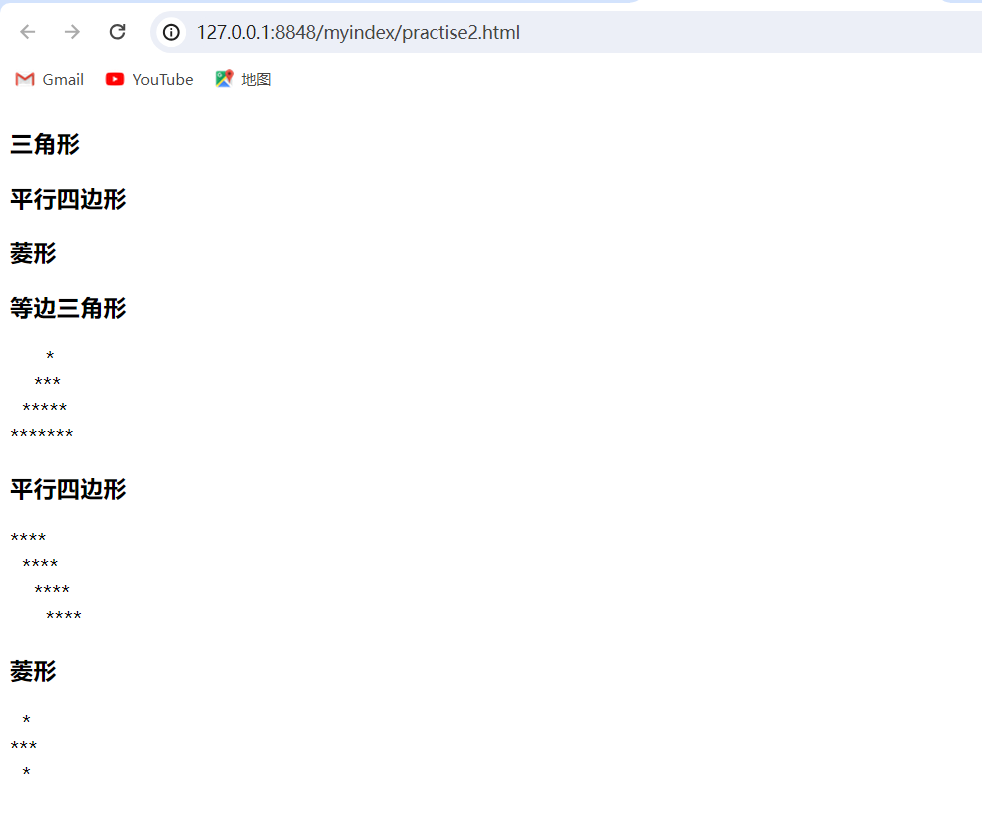 127.0.0.1:8848/myindex/practise2.html
Gmail YouTube 地图
三角形
平行四边形
菱形
等边三角形
      *
    ***
  *****
*******
平行四边形
****
  ****
    ****
      ****
菱形
  *
***
  *